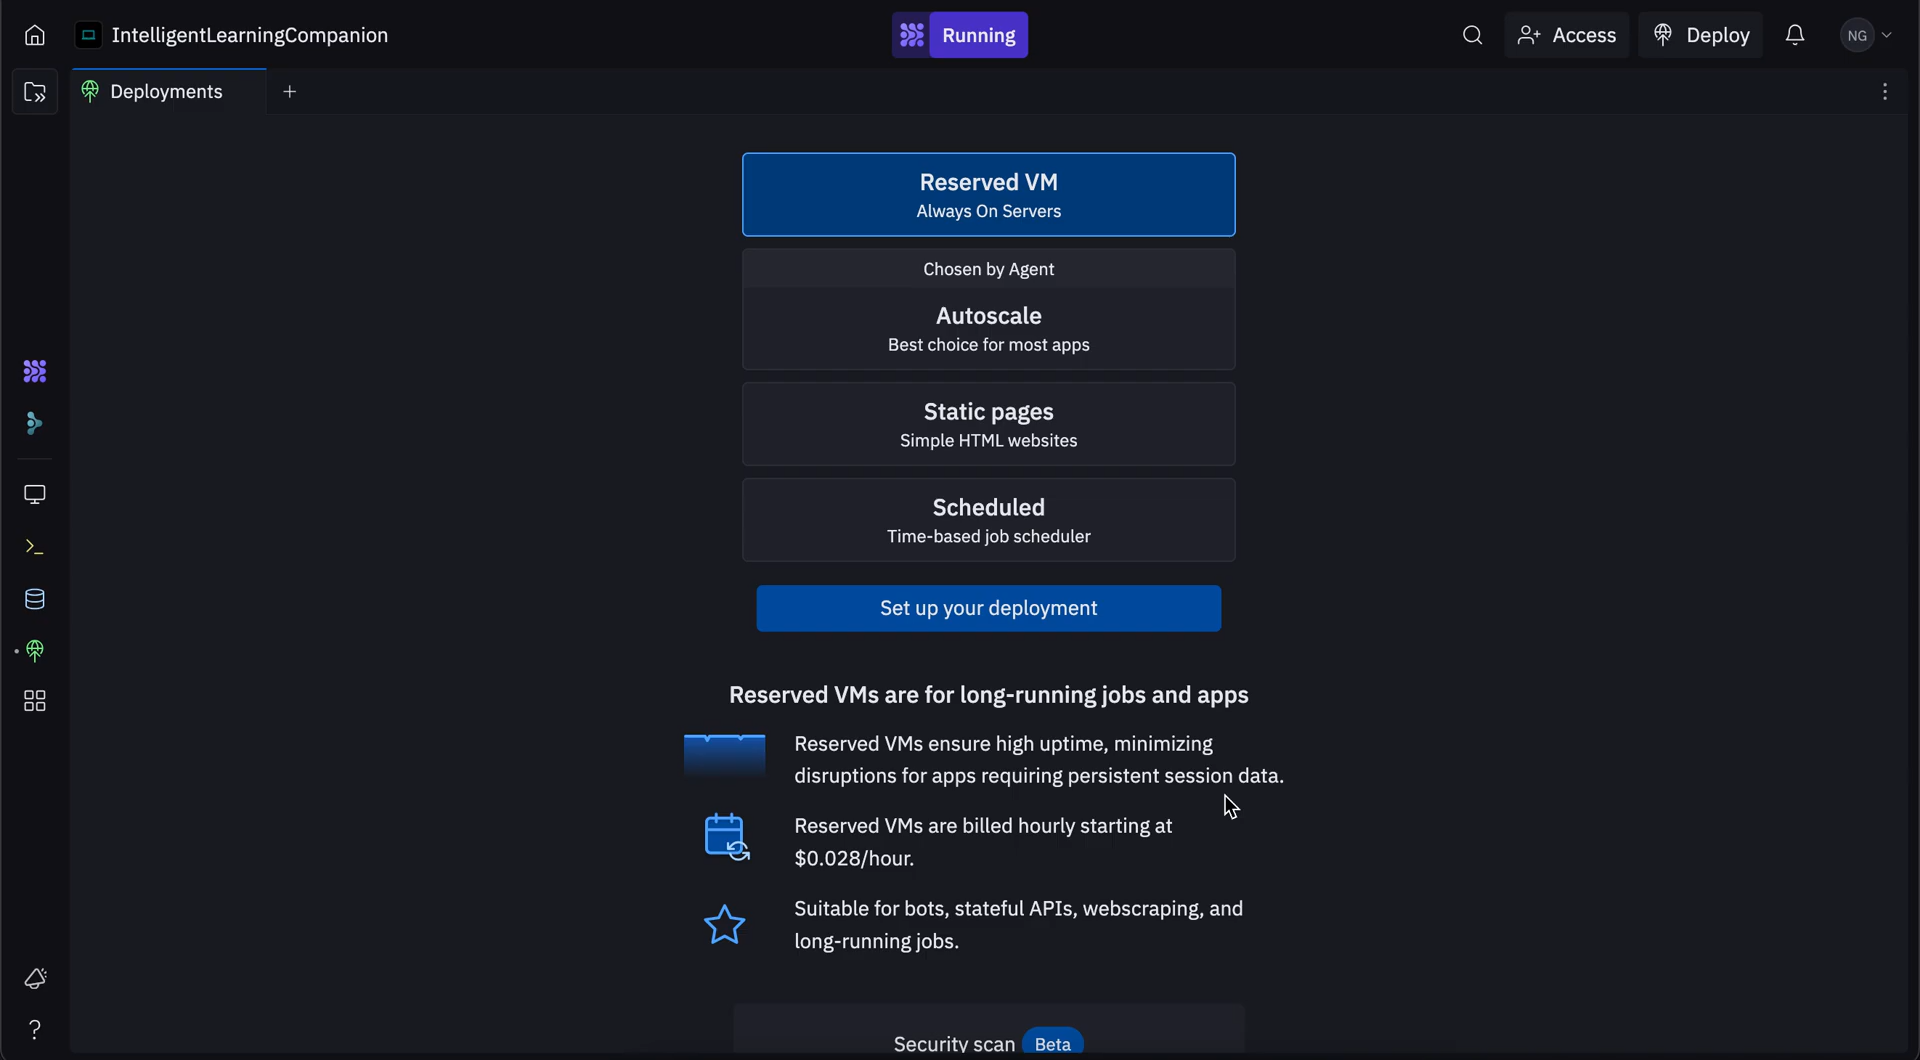 IntelligentLearningCompanion
Running
Access
Deploy
NG
Deployments
Reserved VM
Always On Servers
Chosen by Agent
Autoscale
Best choice for most apps
Static pages
Simple HTML websites
Scheduled
Time-based job scheduler
Set up your deployment
Reserved VMs are for long-running jobs and apps
Reserved VMs ensure high uptime, minimizing
disruptions for apps requiring persistent session data.
Reserved VMs are billed hourly starting at
$0.028/hour.
Suitable for bots, stateful APIs, webscraping, and
long-running jobs.
Security scan Beta